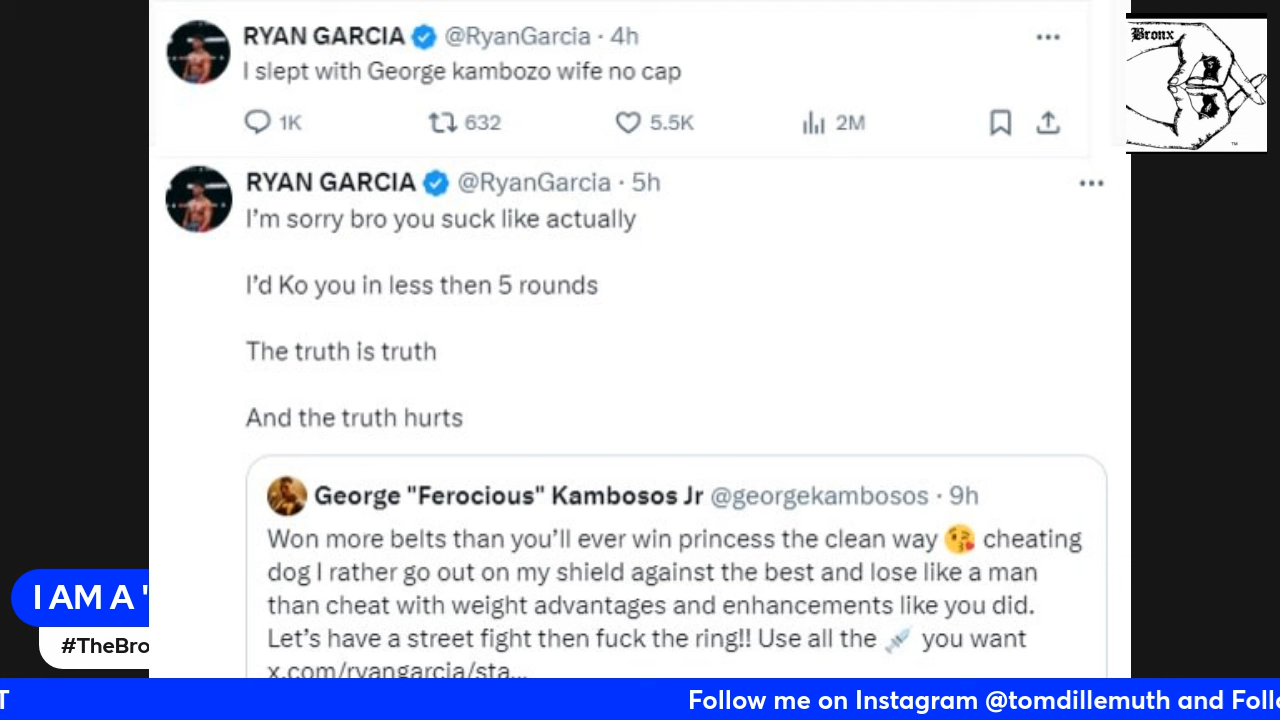 RYAN GARCIA @RyanGarcia · 4h
I slept with George kambozo wife no cap
1K 632 5.5K 2M
Bronx
TM
RYAN GARCIA @RyanGarcia · 5h
I'm sorry bro you suck like actually
I'd Ko you in less then 5 rounds
The truth is truth
And the truth hurts
George "Ferocious" Kambosos Jr @georgekambosos · 9h
Won more belts than you'll ever win princess the clean way 😘 cheating
dog I rather go out on my shield against the best and lose like a man
than cheat with weight advantages and enhancements like you did.
Let's have a street fight then fuck the ring!! Use all the 💉 you want
x.com/ryangarcia/sta...
I AM A "
#TheBro
T Follow me on Instagram @tomdillemuth and Follo